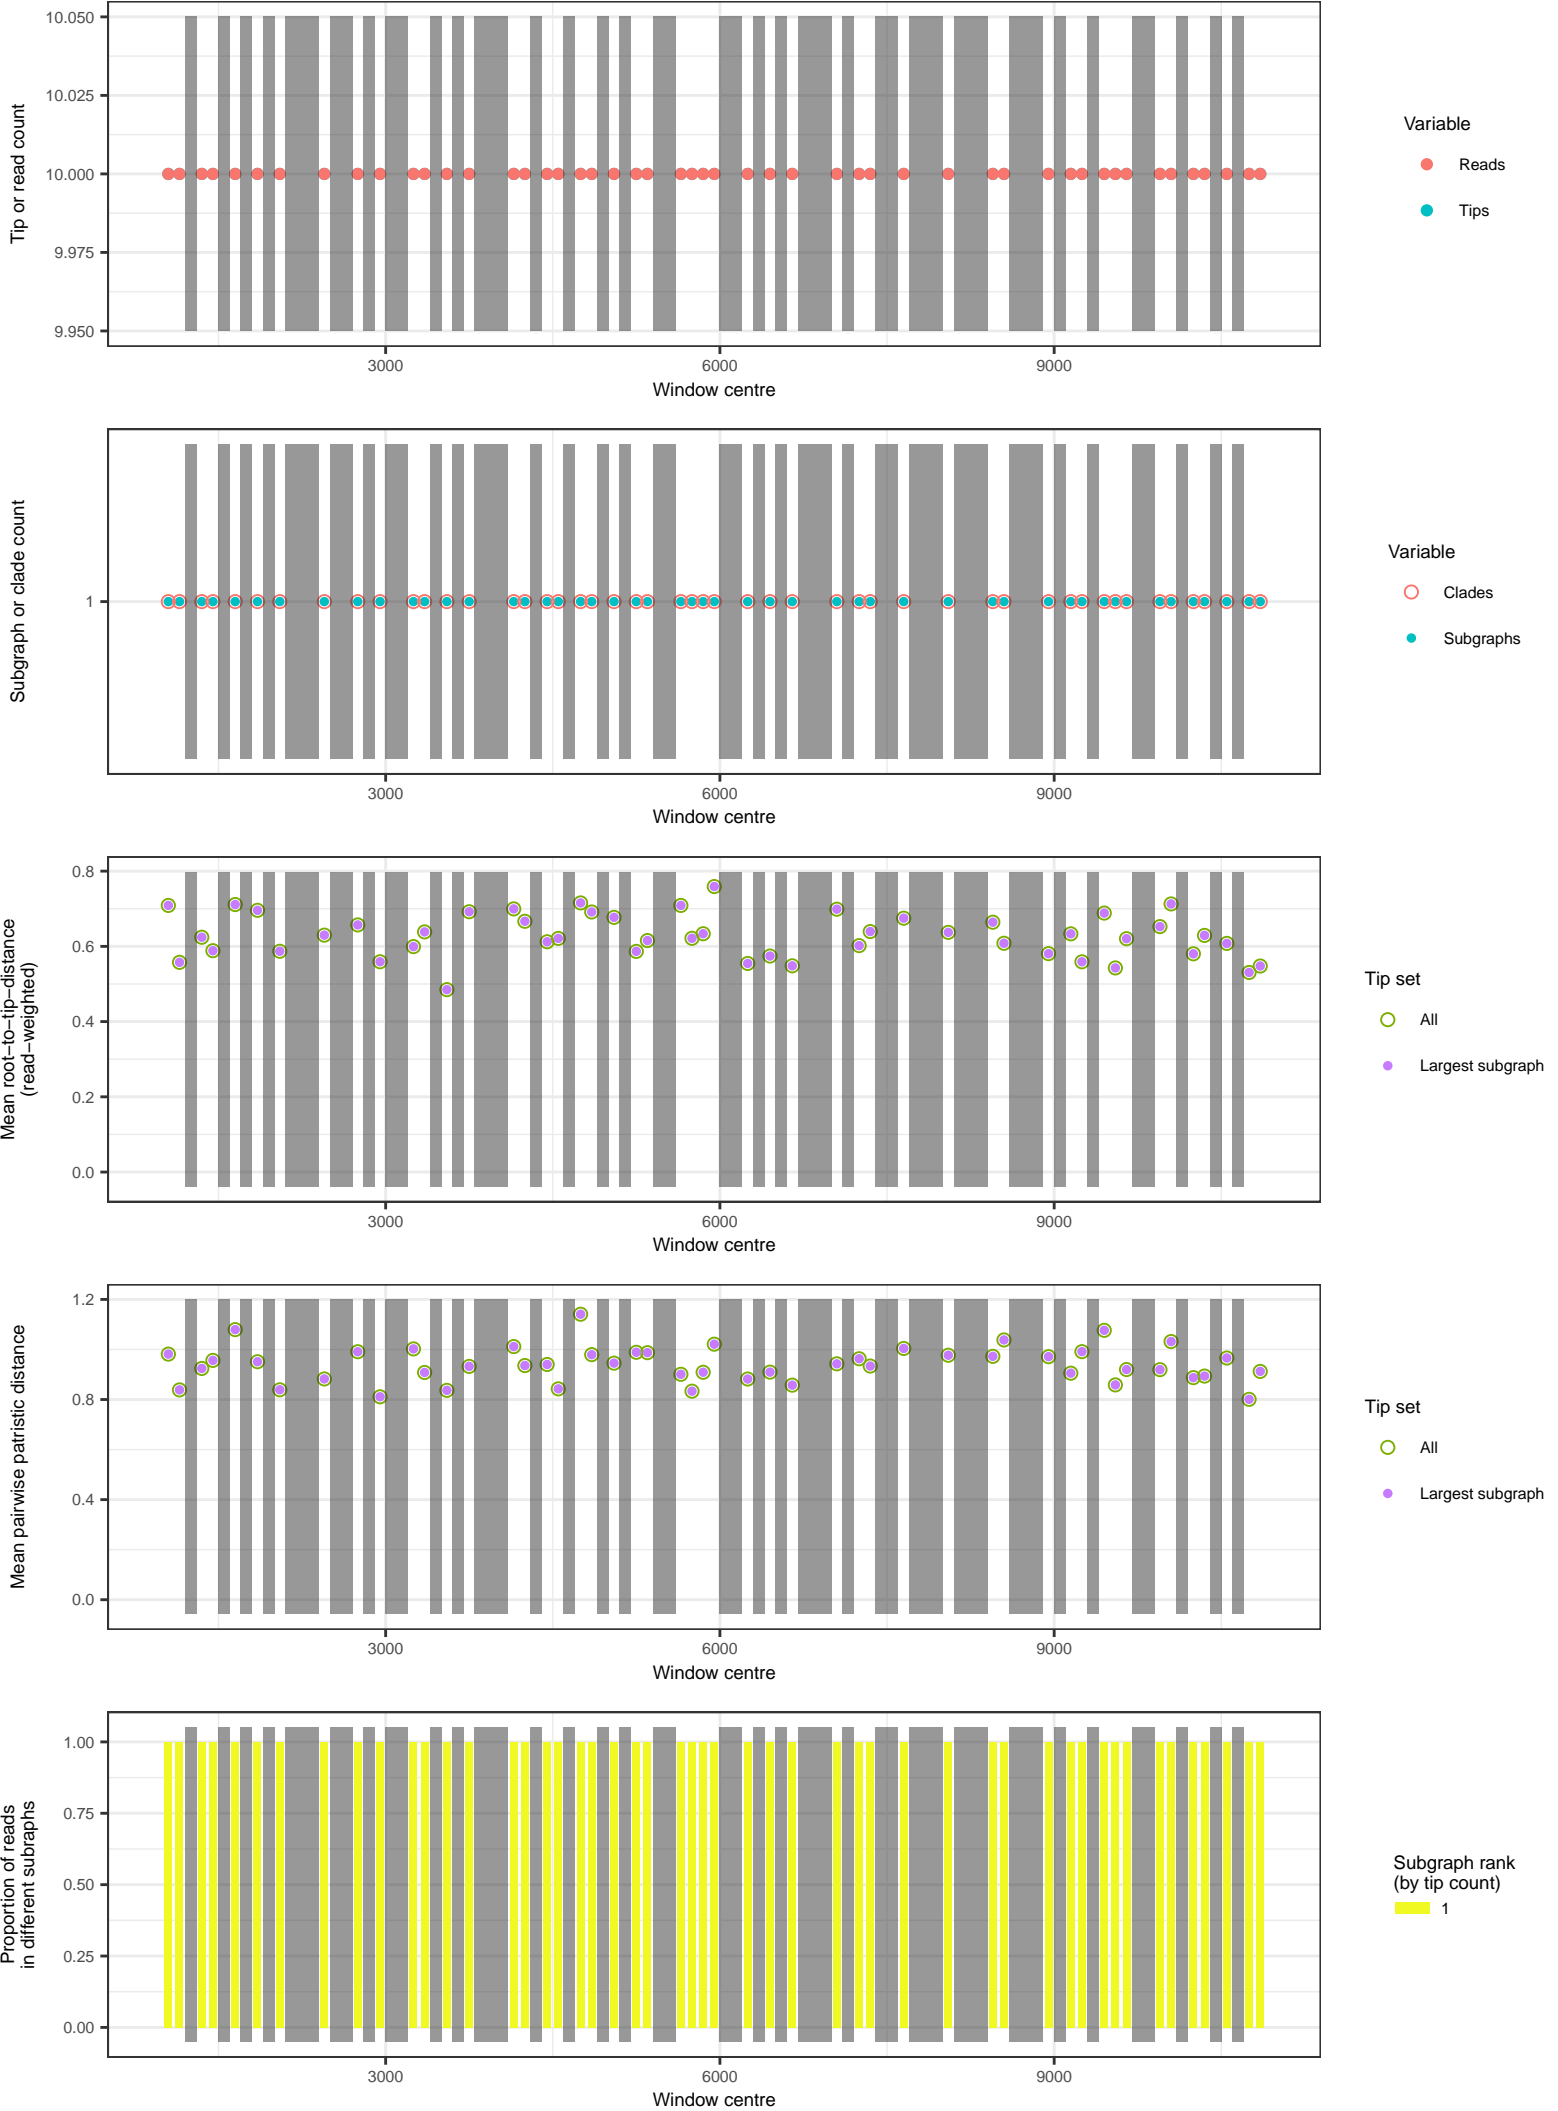 10.050
10.025
10.000
9.975
9.950
Tip or read count
3000
6000
9000
Window centre
Variable
Reads
Tips
1
Subgraph or clade count
3000
6000
9000
Window centre
Variable
Clades
Subgraphs
0.8
0.6
0.4
0.2
0.0
Mean root−to−tip−distance
(read−weighted)
3000
6000
9000
Window centre
Tip set
All
Largest subgraph
1.2
0.8
0.4
0.0
Mean pairwise patristic distance
3000
6000
9000
Window centre
Tip set
All
Largest subgraph
1.00
0.75
0.50
0.25
0.00
Proportion of reads
in different subraphs
3000
6000
9000
Window centre
Subgraph rank
(by tip count)
1